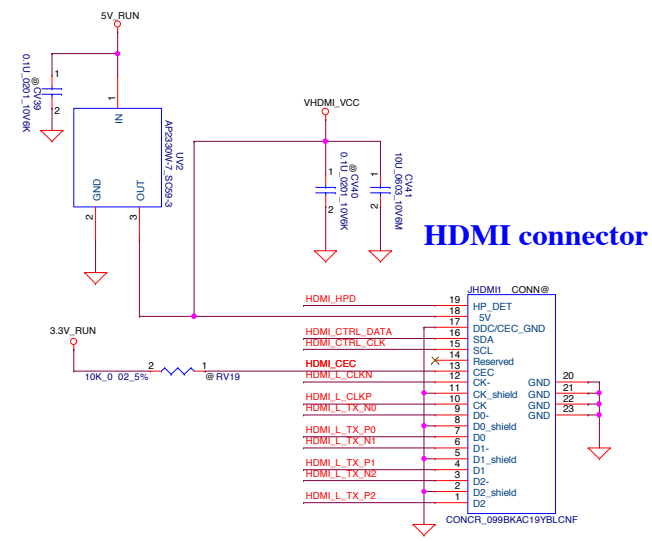 5V_RUN
1
@ CV39
2
0.1U_0201_10V6K
1
IN
UV2
AP2330W-7_SC59-3
GND
OUT
2
3
VHDMI_VCC
1
@ CV40
2
0.1U_0201_10V6K
1
CV41
2
10U_0603_10V6M
HDMI connector
JHDMI1 CONN@
HDMI_HPD 19 HP_DET
18 5V
17 DDC/CEC_GND
HDMI_CTRL_DATA 16 SDA
HDMI_CTRL_CLK 15 SCL
14 Reserved
3.3V_RUN
2 1
10K_0 02_5% @ RV19
HDMI_CEC 13 CEC
HDMI_L_CLKN 12 CK- GND 20
11 CK_shield GND 21
HDMI_L_CLKP 10 CK GND 22
HDMI_L_TX_N0 9 D0- GND 23
8 D0_shield
HDMI_L_TX_P0 7 D0
HDMI_L_TX_N1 6 D1-
5 D1_shield
HDMI_L_TX_P1 4 D1
HDMI_L_TX_N2 3 D2-
2 D2_shield
HDMI_L_TX_P2 1 D2
CONCR_099BKAC19YBLCNF